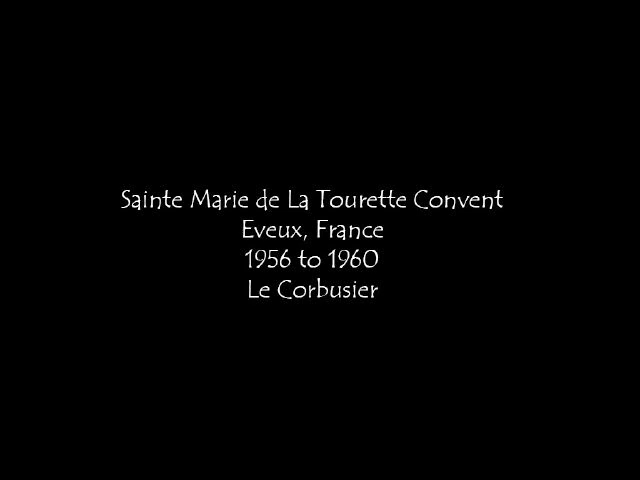 Sainte Marie de La Tourette Convent
Eveux, France
1956 to 1960
Le Corbusier